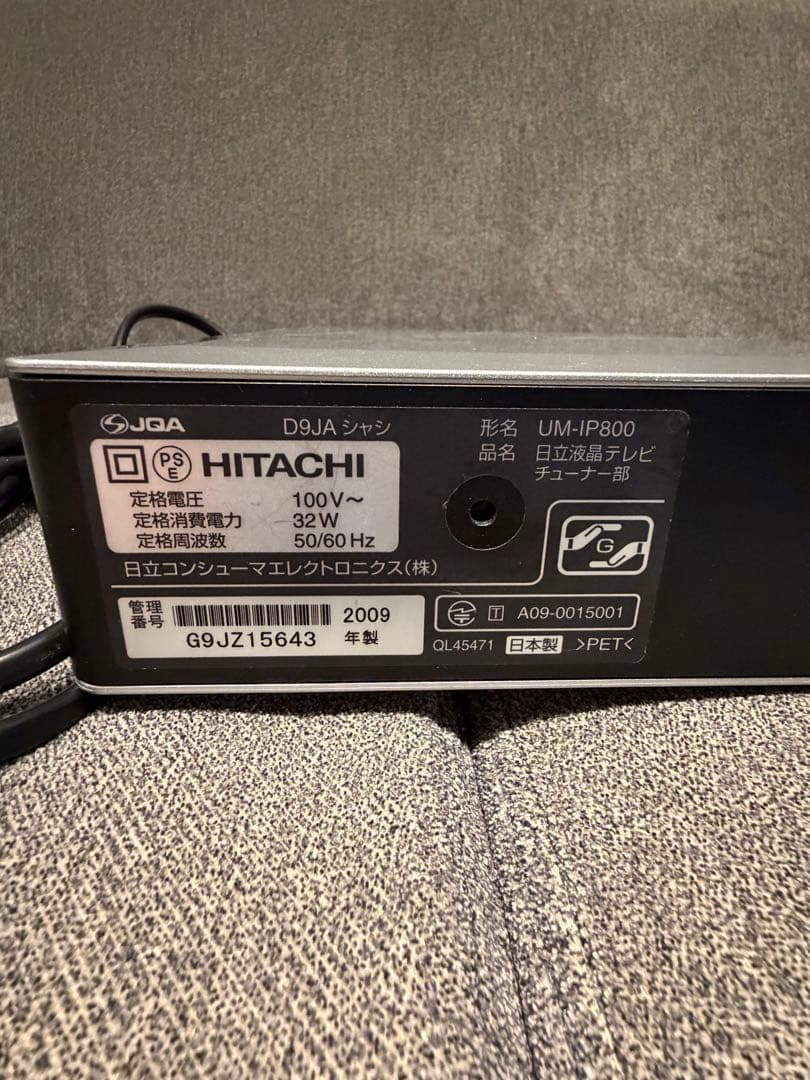 JQA
D9JA シャシ
PSE HITACHI
定格電圧 100V～
定格消費電力 32W
定格周波数 50/60Hz
日立コンシューマエレクトロニクス(株)
形名 UM-IP800
品名 日立液晶テレビ
チューナー部
G
管理
番号
G9JZ15643
2009
年製
T A09-0015001
QL45471 日本製 >PET<